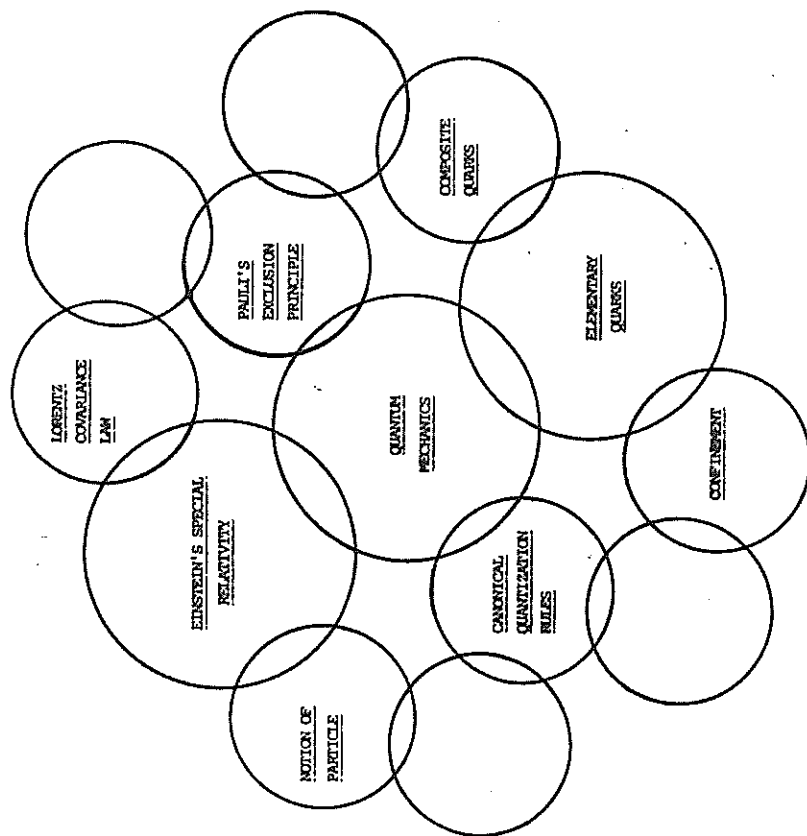 LORENTZ
COVARIANCE
LAW
EINSTEIN'S SPECIAL
RELATIVITY
PAULI'S
EXCLUSION
PRINCIPLE
NOTION OF
PARTICLE
QUANTUM
MECHANICS
COMPOSITE
QUARKS
CANONICAL
QUANTIZATION
RULES
ELEMENTARY
QUARKS
CONFINEMENT